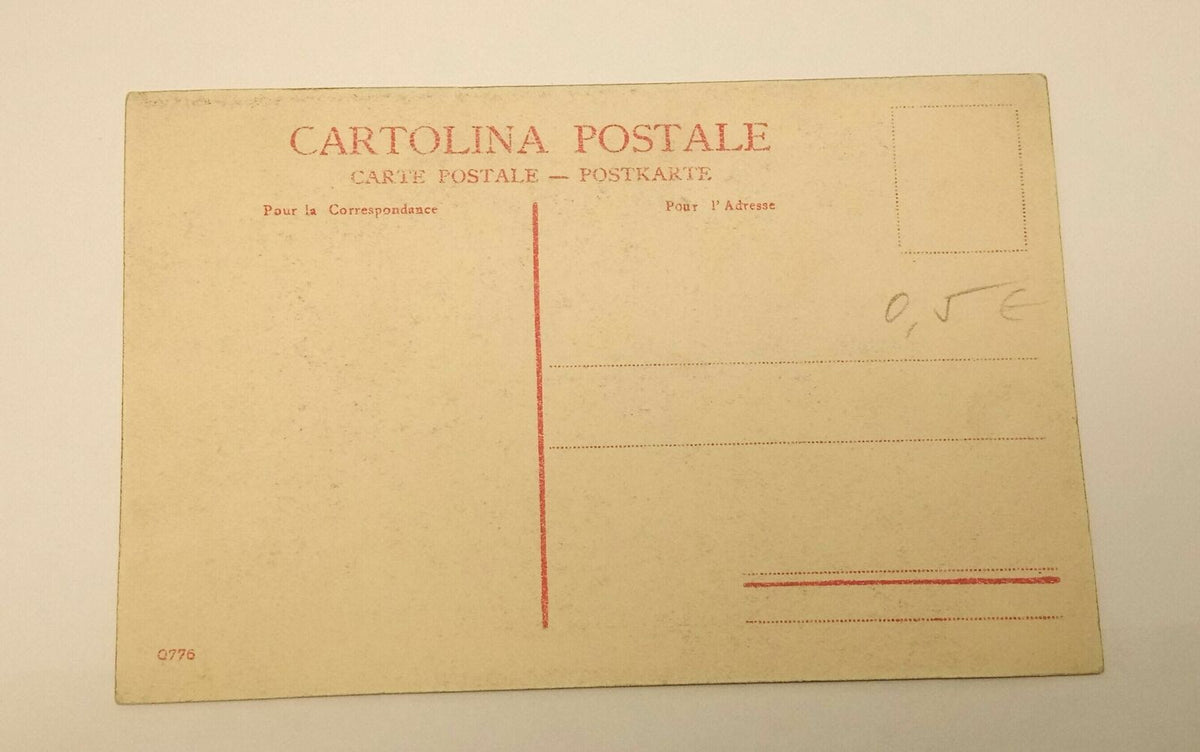 CARTOLINA POSTALE
CARTE POSTALE — POSTKARTE
Pour la Correspondance
Pour l'Adresse
0,5 €
0776